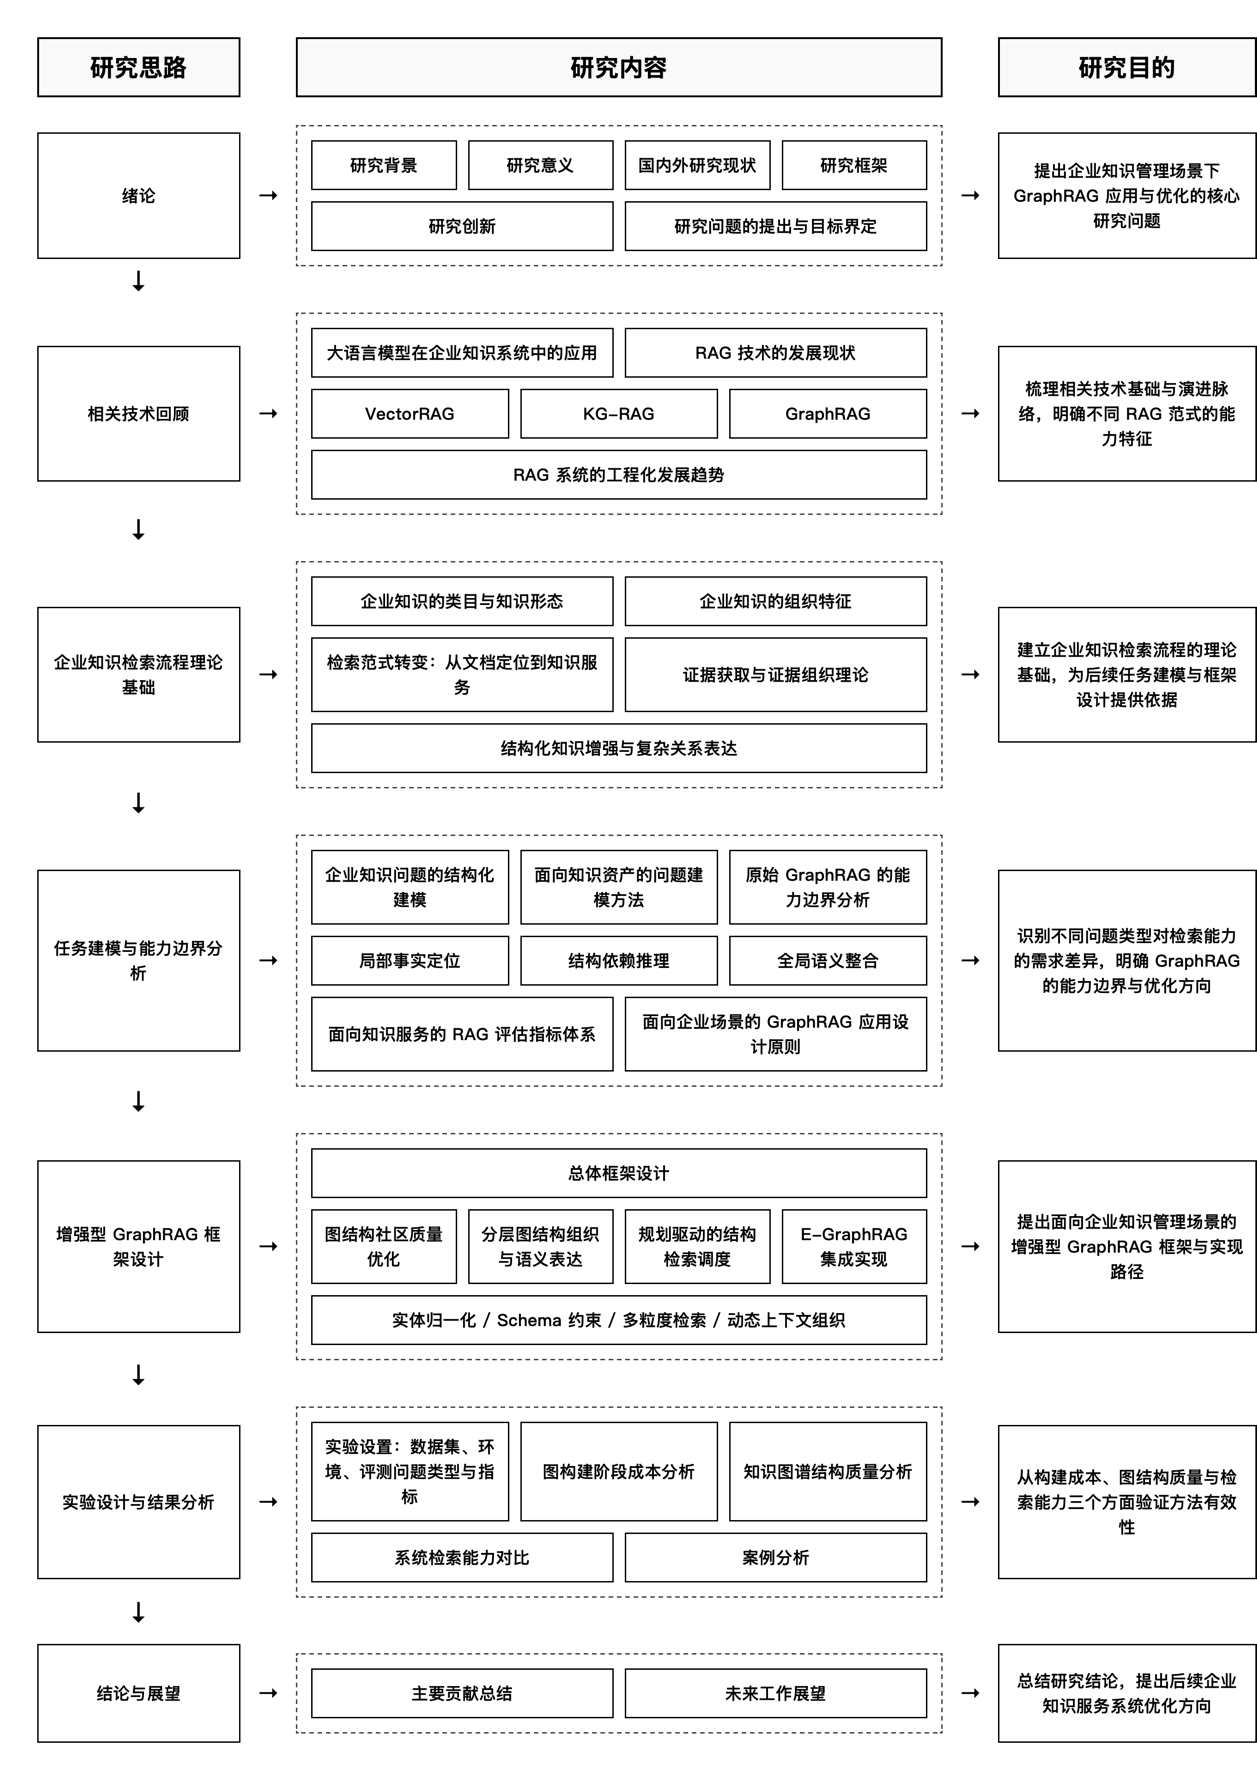 研究思路
研究内容
研究目的
绪论
→
研究背景
研究意义
国内外研究现状
研究框架
研究创新
研究问题的提出与目标界定
→
提出企业知识管理场景下
GraphRAG 应用与优化的核心
研究问题
↓
相关技术回顾
→
大语言模型在企业知识系统中的应用
RAG 技术的发展现状
VectorRAG
KG-RAG
GraphRAG
RAG 系统的工程化发展趋势
→
梳理相关技术基础与演进脉
络，明确不同 RAG 范式的能
力特征
↓
企业知识检索流程理论
基础
→
企业知识的类目与知识形态
企业知识的组织特征
检索范式转变：从文档定位到知识服
务
证据获取与证据组织理论
结构化知识增强与复杂关系表达
→
建立企业知识检索流程的理论
基础，为后续任务建模与框架
设计提供依据
↓
任务建模与能力边界分
析
→
企业知识问题的结构化
建模
面向知识资产的问题建
模方法
原始 GraphRAG 的能
力边界分析
局部事实定位
结构依赖推理
全局语义整合
面向知识服务的 RAG 评估指标体系
面向企业场景的 GraphRAG 应用设
计原则
→
识别不同问题类型对检索能力
的需求差异，明确 GraphRAG
的能力边界与优化方向
↓
增强型 GraphRAG 框
架设计
→
总体框架设计
图结构社区质量
优化
分层图结构组织
与语义表达
规划驱动的结构
检索调度
E-GraphRAG
集成实现
实体归一化 / Schema 约束 / 多粒度检索 / 动态上下文组织
→
提出面向企业知识管理场景的
增强型 GraphRAG 框架与实现
路径
↓
实验设计与结果分析
→
实验设置：数据集、环
境、评测问题类型与指
标
图构建阶段成本分析
知识图谱结构质量分析
系统检索能力对比
案例分析
→
从构建成本、图结构质量与检
索能力三个方面验证方法有效
性
↓
结论与展望
→
主要贡献总结
未来工作展望
→
总结研究结论，提出后续企业
知识服务系统优化方向